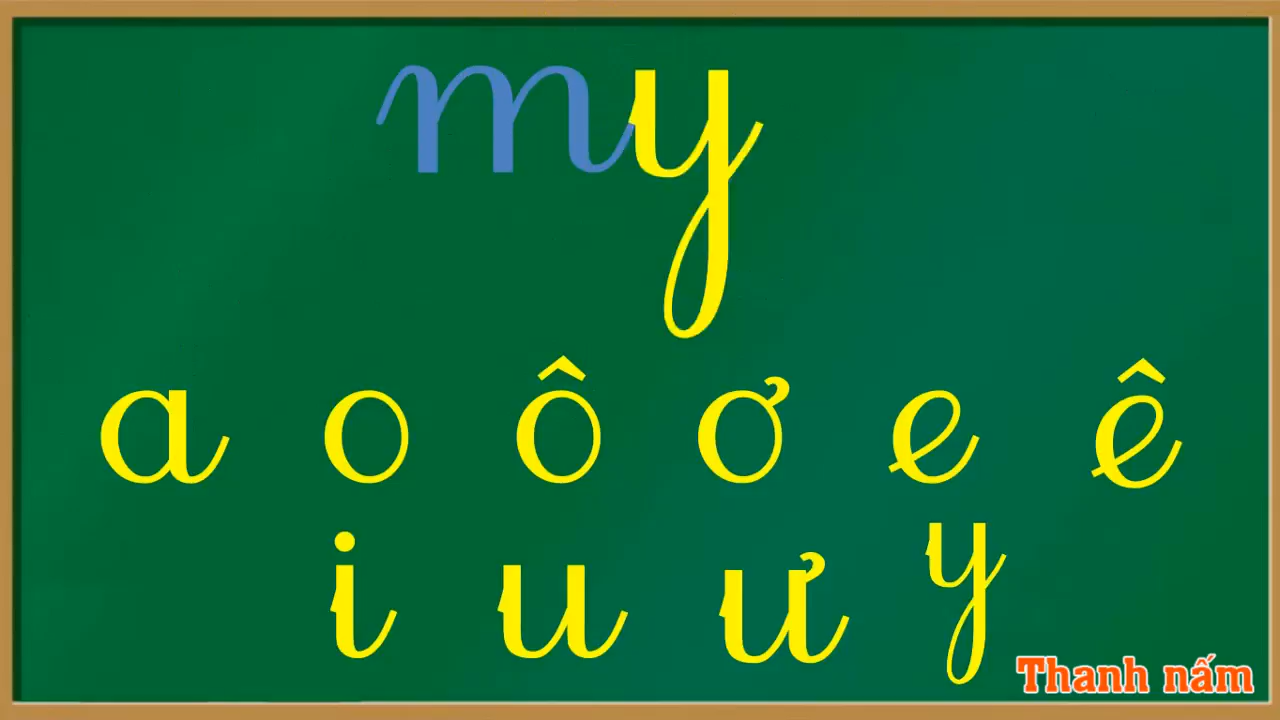 my
a o ô ơ e ê
i u ư y
Thanh nấm